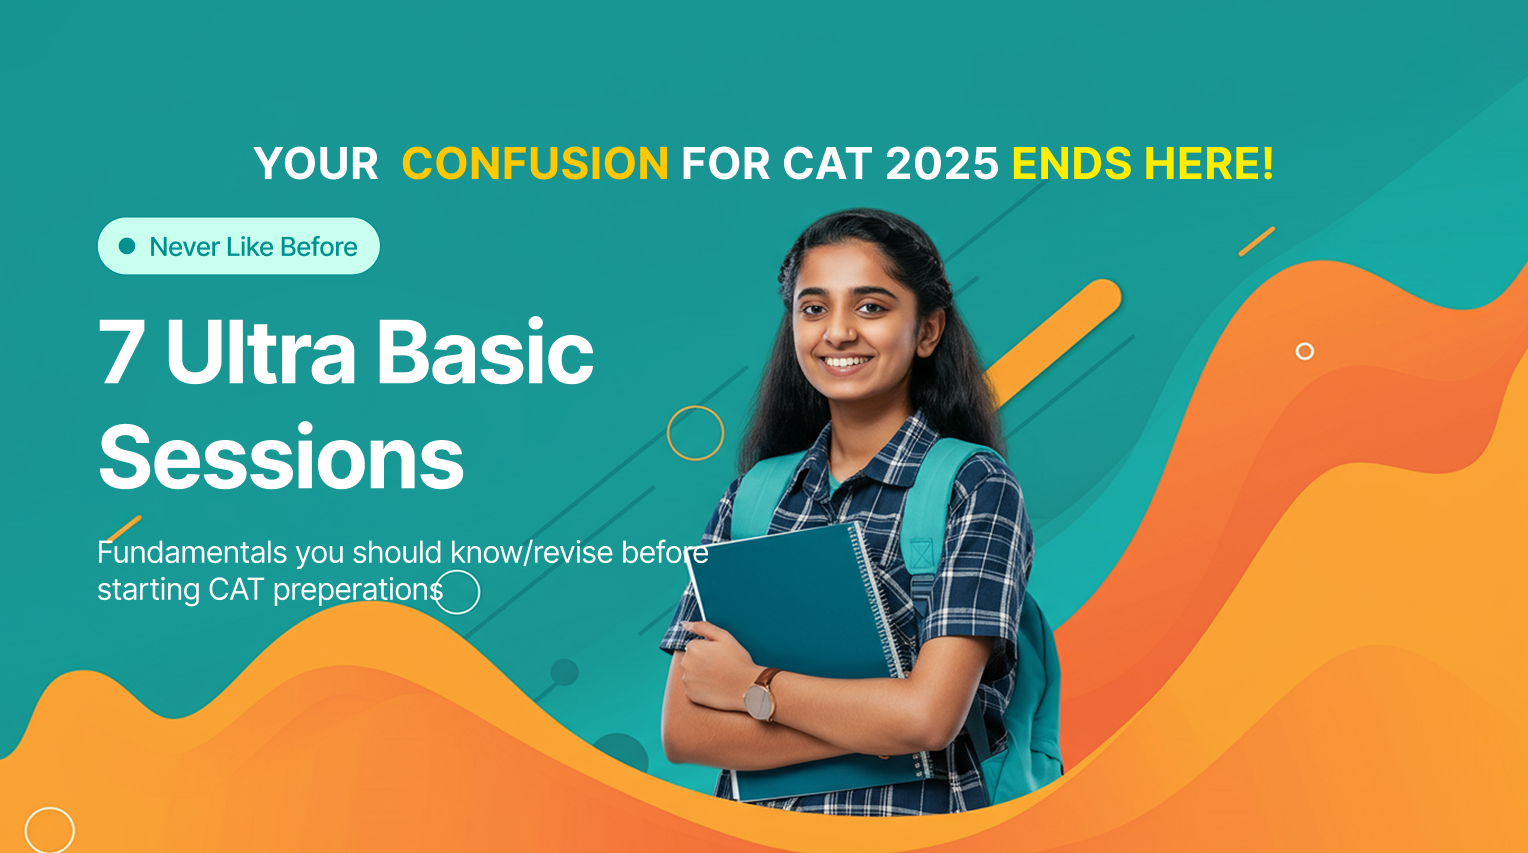 YOUR CONFUSION FOR CAT 2025 ENDS HERE!
Never Like Before
7 Ultra Basic
Sessions
Fundamentals you should know/revise before
starting CAT preperations